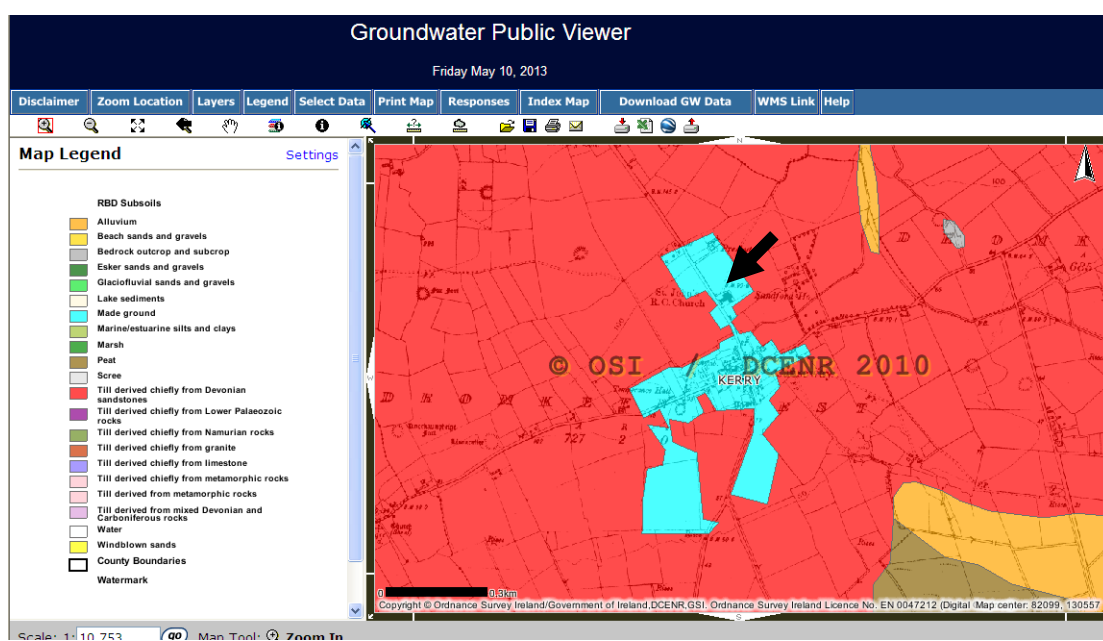 Groundwater Public Viewer
Friday May 10, 2013
Disclaimer Zoom Location Layers Legend Select Data Print Map Responses Index Map Download GW Data WMS Link Help
Map Legend Settings
RBD Subsoils
Alluvium
Beach sands and gravels
Bedrock outcrop and subcrop
Esker sands and gravels
Glaciofluvial sands and gravels
Lake sediments
Made ground
Marine/estuarine silts and clays
Marsh
Peat
Scree
Till derived chiefly from Devonian
sandstones
Till derived chiefly from Lower Palaeozoic
rocks
Till derived chiefly from Namurian rocks
Till derived chiefly from granite
Till derived chiefly from limestone
Till derived chiefly from metamorphic rocks
Till derived from metamorphic rocks
Till derived from mixed Devonian and
Carboniferous rocks
Water
Windblown sands
County Boundaries
Watermark
N
100
R.C. Church
© OSI / DCENR 2010
KERRY
W
727
0 0.3km
Copyright © Ordnance Survey Ireland/Government of Ireland,DCENR,GSI. Ordnance Survey Ireland Licence No. EN 0047212 (Digital Map center: 82099, 130557
S
Scale: 1: 10,753 go Map Tool: Zoom In